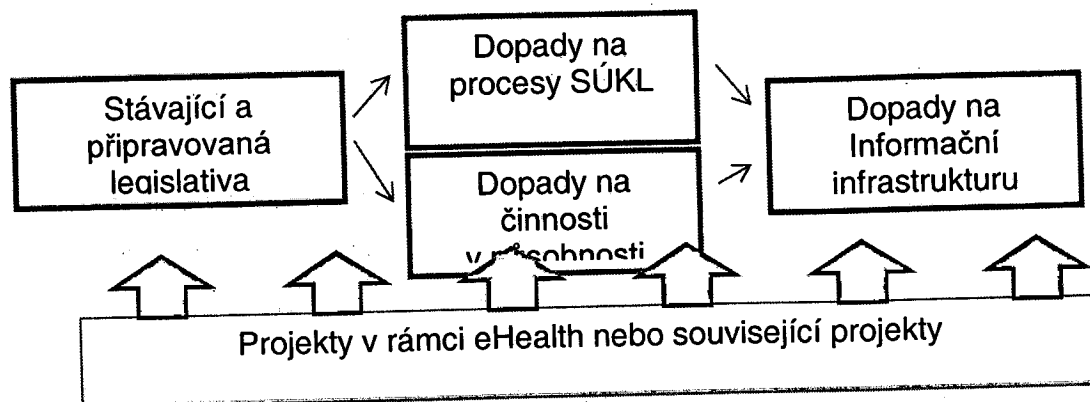 Stávající a
připravovaná
legislativa
Dopady na
procesy SÚKL
Dopady na
činnosti
v působnosti
Dopady na
Informační
infrastrukturu
Projekty v rámci eHealth nebo související projekty